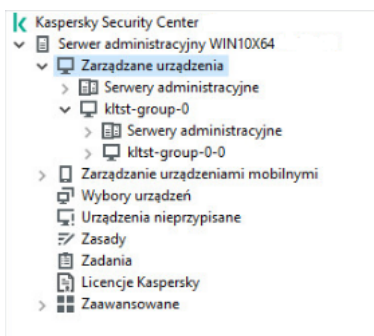 Kaspersky Security Center
Serwer administracyjny WIN10X64
Zarządzane urządzenia
Serwery administracyjne
kltst-group-0
Serwery administracyjne
kltst-group-0-0
Zarządzanie urządzeniami mobilnymi
Wybory urządzeń
Urządzenia nieprzypisane
Zasady
Zadania
Licencje Kaspersky
Zaawansowane